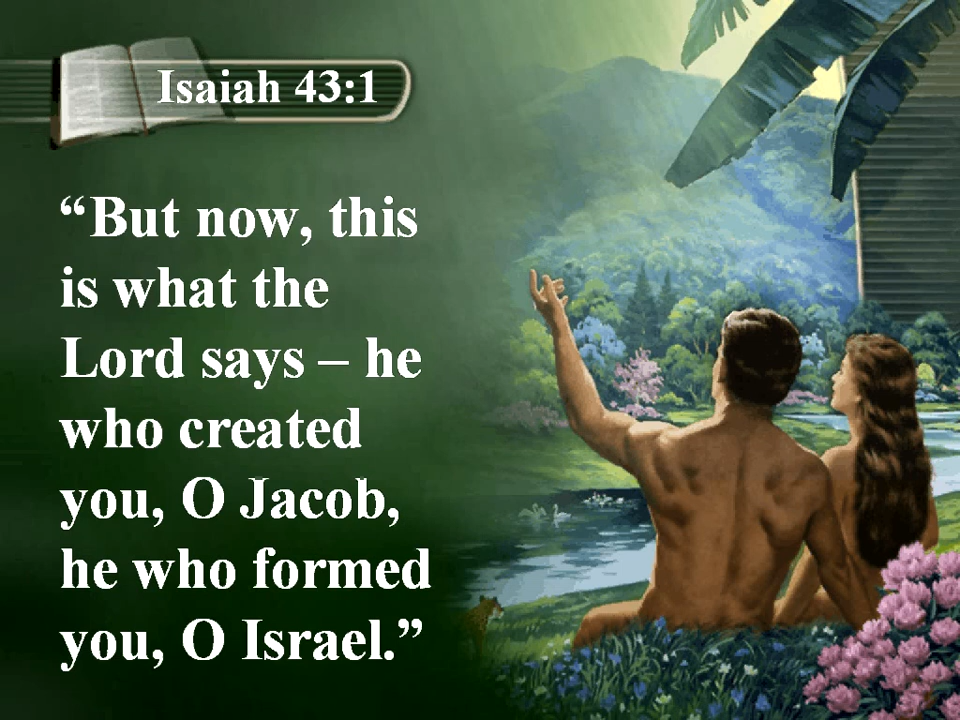 Isaiah 43:1
“But now, this
is what the
Lord says – he
who created
you, O Jacob,
he who formed
you, O Israel.”